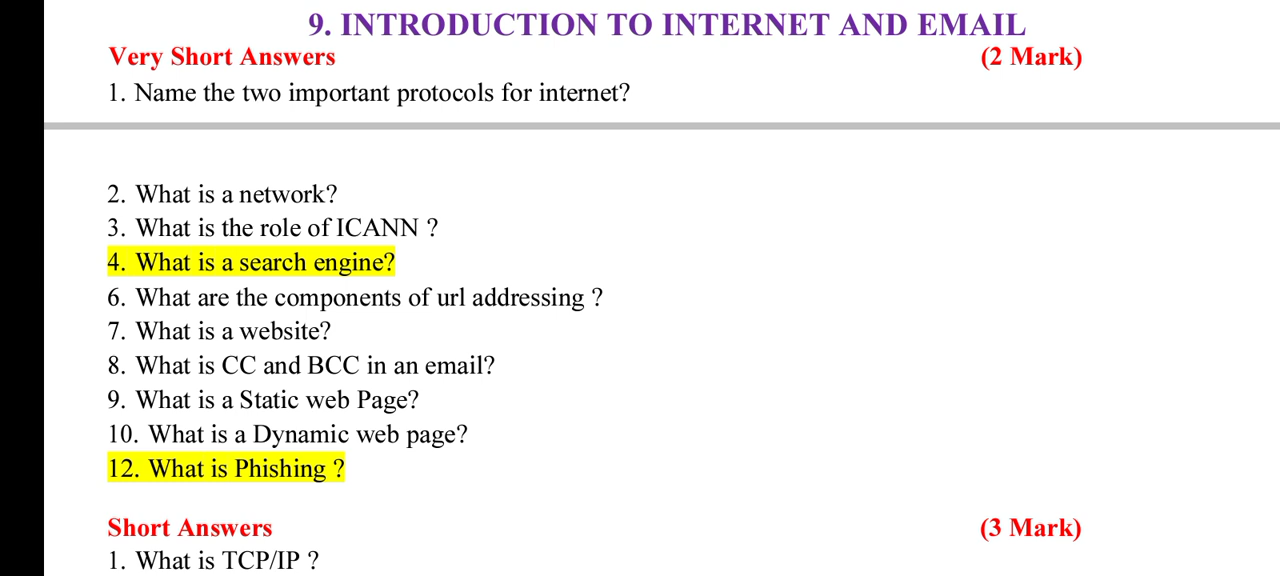 9. INTRODUCTION TO INTERNET AND EMAIL
Very Short Answers (2 Mark)
1. Name the two important protocols for internet?
2. What is a network?
3. What is the role of ICANN ?
4. What is a search engine?
6. What are the components of url addressing ?
7. What is a website?
8. What is CC and BCC in an email?
9. What is a Static web Page?
10. What is a Dynamic web page?
12. What is Phishing ?
Short Answers (3 Mark)
1. What is TCP/IP ?